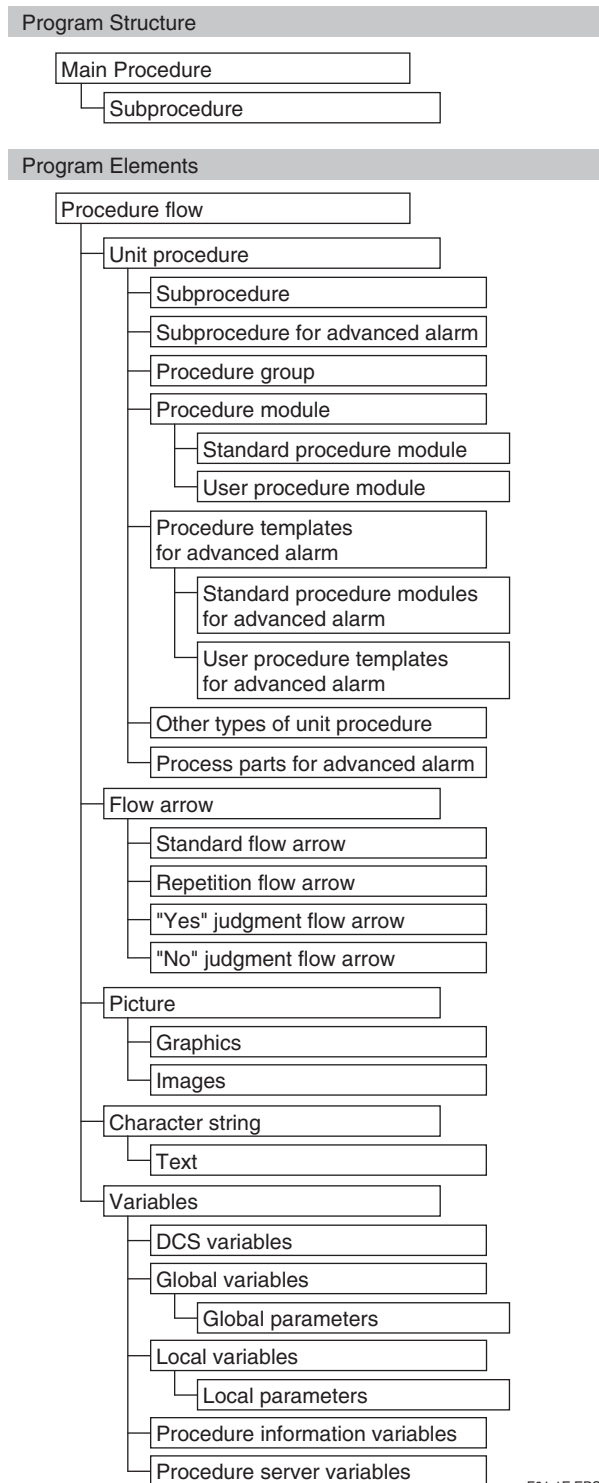 Program Structure
Main Procedure
Subprocedure
Program Elements
Procedure flow
Unit procedure
Subprocedure
Subprocedure for advanced alarm
Procedure group
Procedure module
Standard procedure module
User procedure module
Procedure templates
for advanced alarm
Standard procedure modules
for advanced alarm
User procedure templates
for advanced alarm
Other types of unit procedure
Process parts for advanced alarm
Flow arrow
Standard flow arrow
Repetition flow arrow
"Yes" judgment flow arrow
"No" judgment flow arrow
Picture
Graphics
Images
Character string
Text
Variables
DCS variables
Global variables
Global parameters
Local variables
Local parameters
Procedure information variables
Procedure server variables